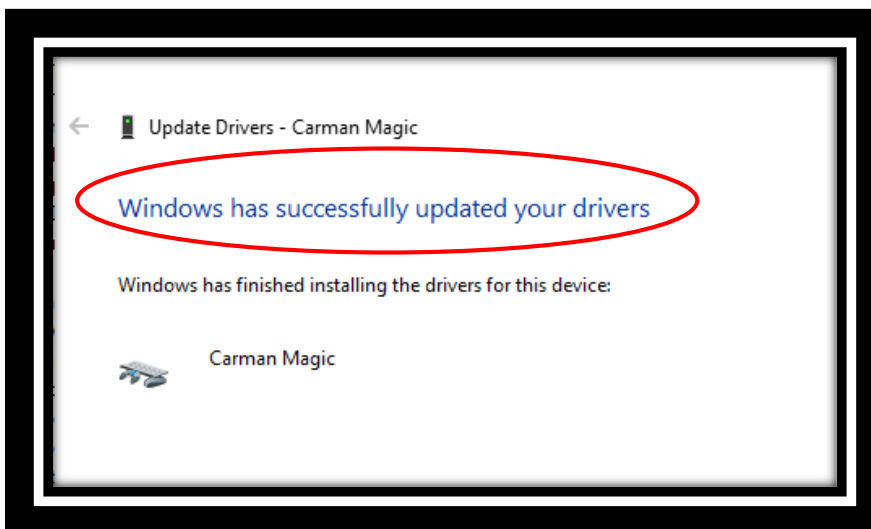 Update Drivers - Carman Magic
Windows has successfully updated your drivers
Windows has finished installing the drivers for this device:
Carman Magic